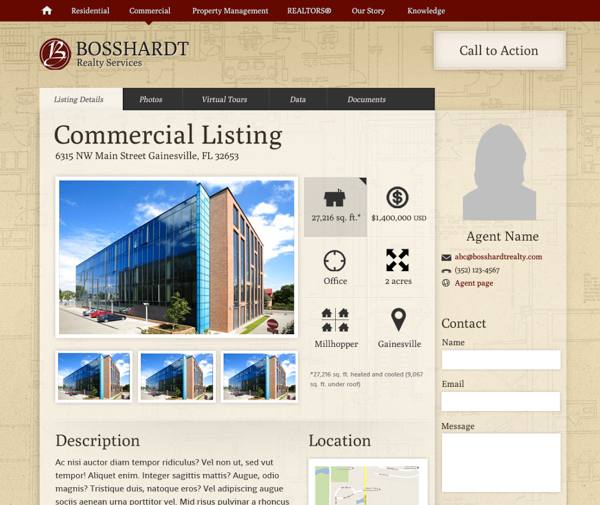 Residential Commercial Property Management REALTORS® Our Story Knowledge
B
BOSSHARDT
Realty Services
Call to Action
Listing Details Photos Virtual Tours Data Documents
Commercial Listing
6315 NW Main Street Gainesville, FL 32653
27,216 sq. ft.* $1,400,000 USD
Office 2 acres
Millhopper Gainesville
*27,216 sq. ft. heated and cooled (9,067
sq. ft. under roof)
Agent Name
abc@bosshardtrealty.com
(352) 123-4567
Agent page
Contact
Name
Email
Message
Description
Ac nisi auctor diam tempor ridiculus? Vel non ut, sed vut
tempor! Aliquet enim. Integer sagittis mattis? Augue, odio
magnis? Tristique duis, natoque eros? Vel adipiscing augue
sociis aenean urna porttitor vel. Mid risus pulvinar a rhoncus
Location